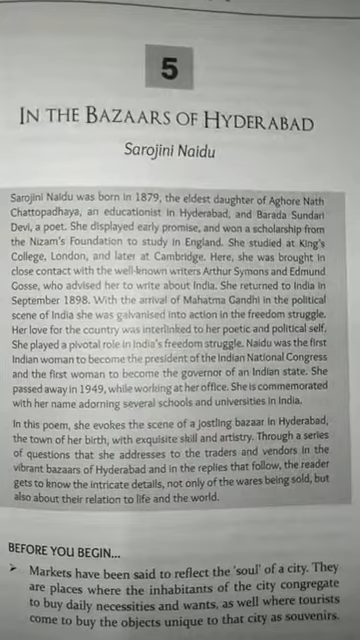 5
IN THE BAZAARS OF HYDERABAD
Sarojini Naidu
Sarojini Naidu was born in 1879, the eldest daughter of Aghore Nath
Chattopadhaya, an educationist in Hyderabad, and Barada Sundari
Devi, a poet. She displayed early promise, and won a scholarship from
the Nizam's Foundation to study in England. She studied at King's
College, London, and later at Cambridge. Here, she was brought in
close contact with the well-known writers Arthur Symons and Edmund
Gosse, who advised her to write about India. She returned to India in
September 1898. With the arrival of Mahatma Gandhi in the political
scene of India she was galvanised into action in the freedom struggle.
Her love for the country was interlinked to her poetic and political self.
She played a pivotal role in India's freedom struggle. Naidu was the first
Indian woman to become the president of the Indian National Congress
and the first woman to become the governor of an Indian state. She
passed away in 1949, while working at her office. She is commemorated
with her name adorning several schools and universities in India.
In this poem, she evokes the scene of a jostling bazaar in Hyderabad,
the town of her birth, with exquisite skill and artistry. Through a series
of questions that she addresses to the traders and vendors in the
vibrant bazaars of Hyderabad and in the replies that follow, the reader
gets to know the intricate details, not only of the wares being sold, but
also about their relation to life and the world.
BEFORE YOU BEGIN...
➤ Markets have been said to reflect the 'soul' of a city. They
are places where the inhabitants of the city congregate
to buy daily necessities and wants, as well where tourists
come to buy the objects unique to that city as souvenirs.